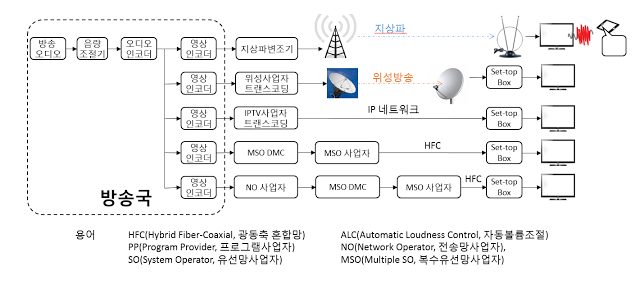 지상파
방송
오디오
음량
조절기
오디오
인코더
영상
인코더
지상파변조기
영상
인코더
위성사업자
트랜스코딩
위성방송
Set-top
Box
영상
인코더
IPTV사업자
트랜스코딩
IP 네트워크
Set-top
Box
영상
인코더
MSO DMC
MSO 사업자
HFC
Set-top
Box
영상
인코더
NO 사업자
MSO DMC
MSO 사업자
HFC
Set-top
Box
방송국
용어
HFC(Hybrid Fiber-Coaxial, 광동축 혼합망)
PP(Program Provider, 프로그램사업자)
SO(System Operator, 유선망사업자)
ALC(Automatic Loudness Control, 자동볼륨조절)
NO(Network Operator, 전송망사업자),
MSO(Multiple SO, 복수유선망사업자)